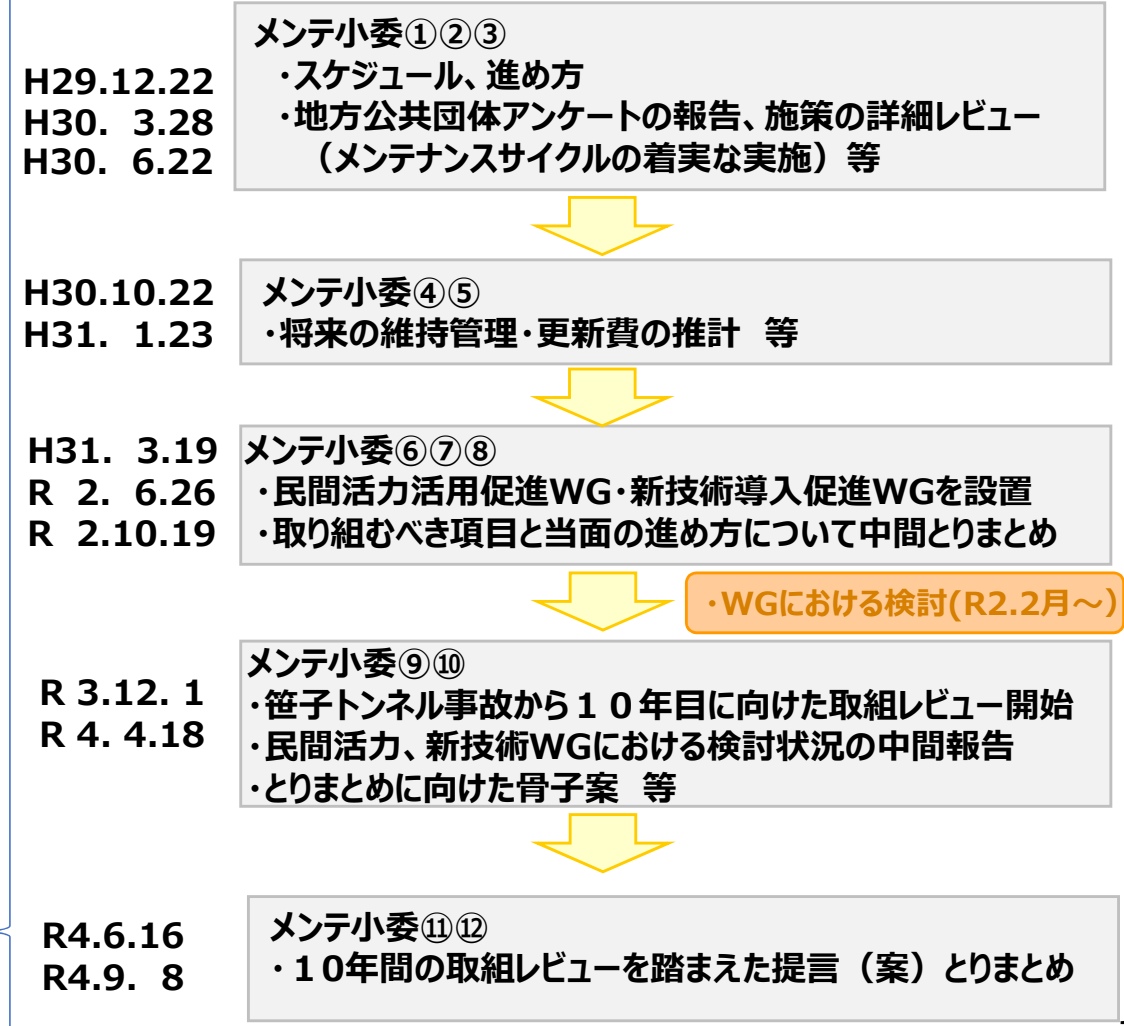 メンテ小委①②③
・スケジュール、進め方
・地方公共団体アンケートの報告、施策の詳細レビュー
（メンテナンスサイクルの着実な実施）等
H29.12.22
H30. 3.28
H30. 6.22
メンテ小委④⑤
・将来の維持管理・更新費の推計 等
H30.10.22
H31. 1.23
メンテ小委⑥⑦⑧
・民間活力活用促進WG・新技術導入促進WGを設置
・取り組むべき項目と当面の進め方について中間とりまとめ
H31. 3.19
R 2. 6.26
R 2.10.19
・WGにおける検討(R2.2月～）
メンテ小委⑨⑩
・笹子トンネル事故から１０年目に向けた取組レビュー開始
・民間活力、新技術WGにおける検討状況の中間報告
・とりまとめに向けた骨子案 等
R 3.12. 1
R 4. 4.18
メンテ小委⑪⑫
・１０年間の取組レビューを踏まえた提言（案）とりまとめ
R4.6.16
R4.9. 8